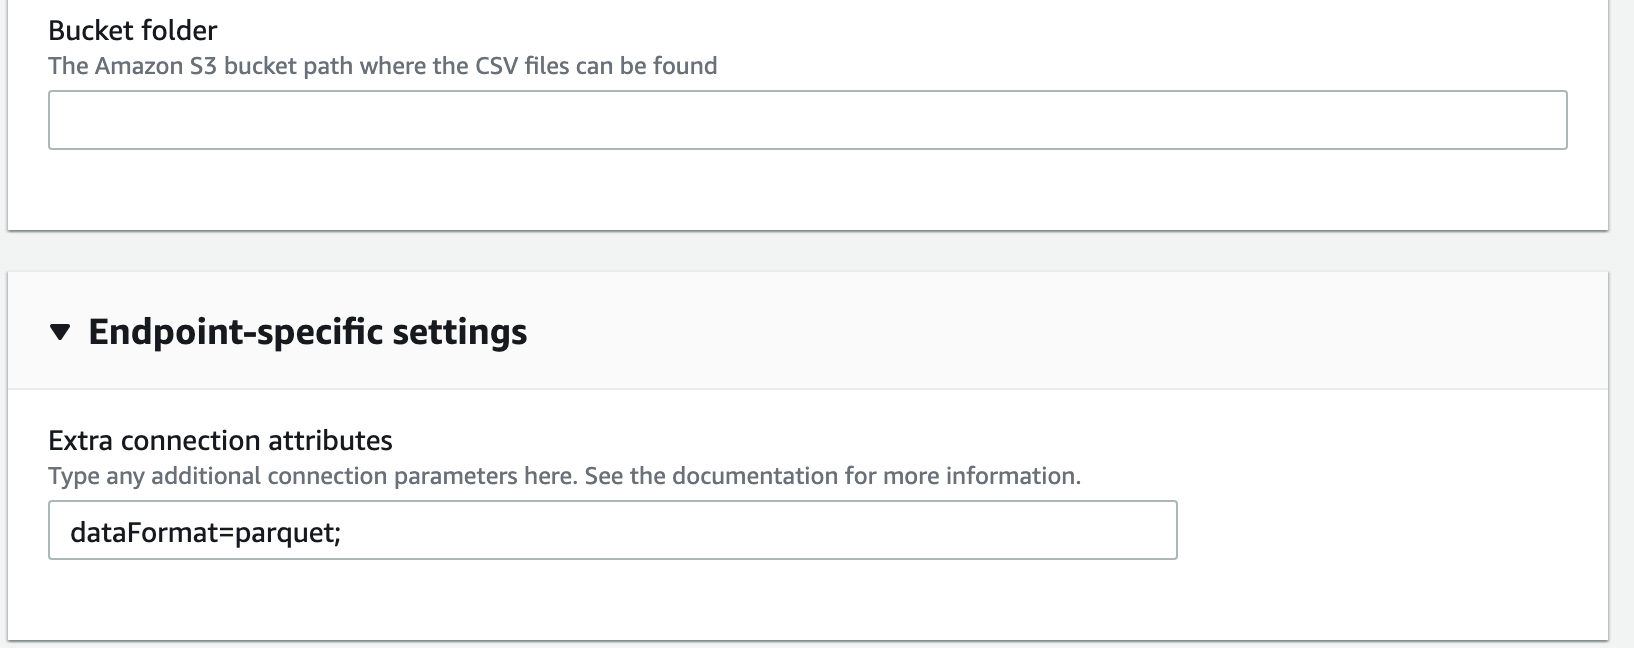 Bucket folder
The Amazon S3 bucket path where the CSV files can be found
Endpoint-specific settings
Extra connection attributes
Type any additional connection parameters here. See the documentation for more information.
dataFormat=parquet;